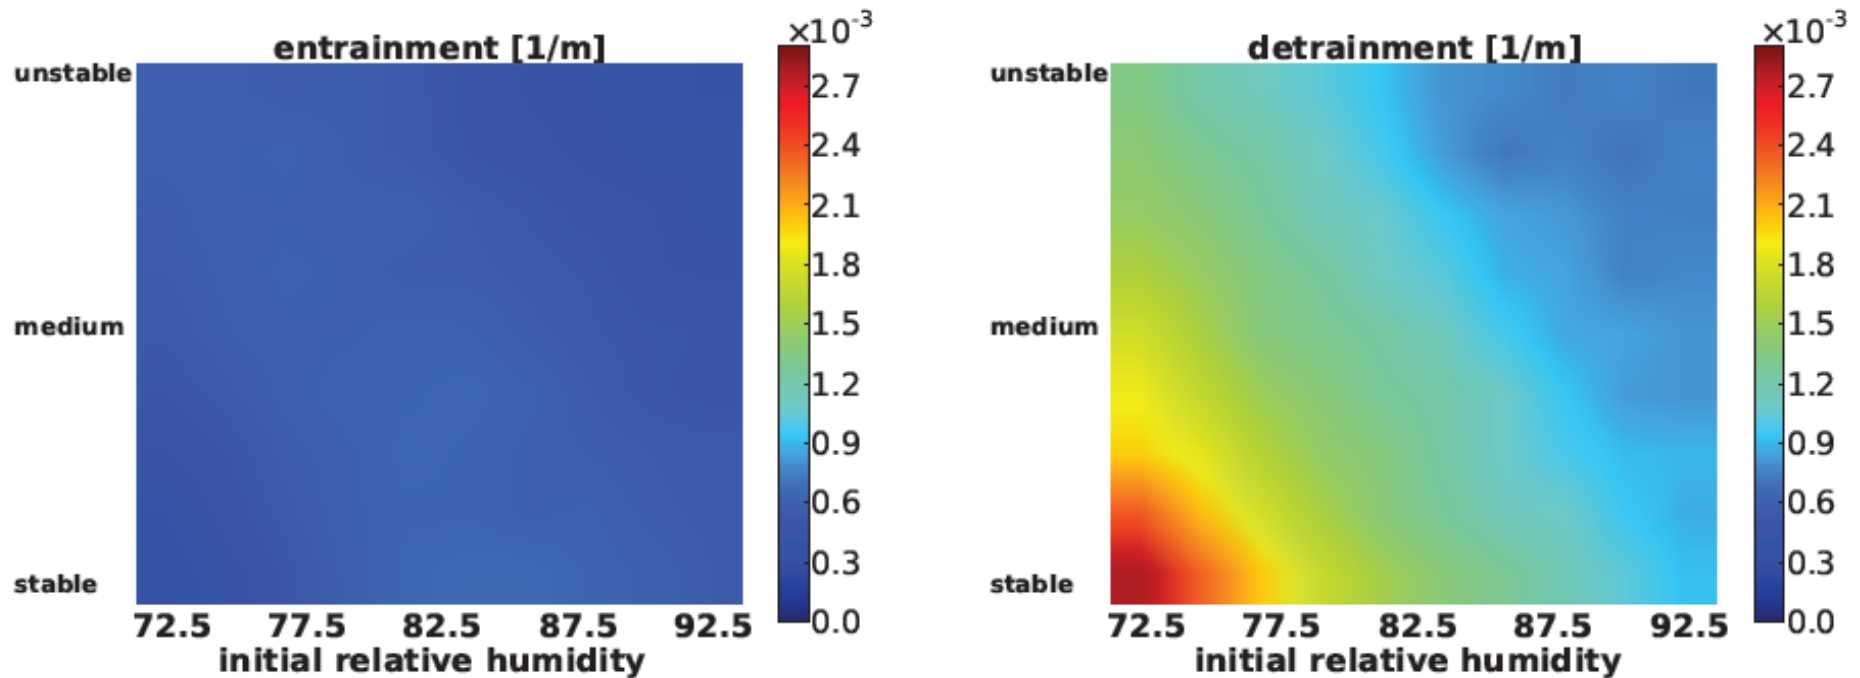 ×10⁻³
entrainment [1/m]
unstable
medium
stable
72.5 77.5 82.5 87.5 92.5
initial relative humidity
2.7
2.4
2.1
1.8
1.5
1.2
0.9
0.6
0.3
0.0
×10⁻³
detrainment [1/m]
unstable
medium
stable
72.5 77.5 82.5 87.5 92.5
initial relative humidity
2.7
2.4
2.1
1.8
1.5
1.2
0.9
0.6
0.3
0.0